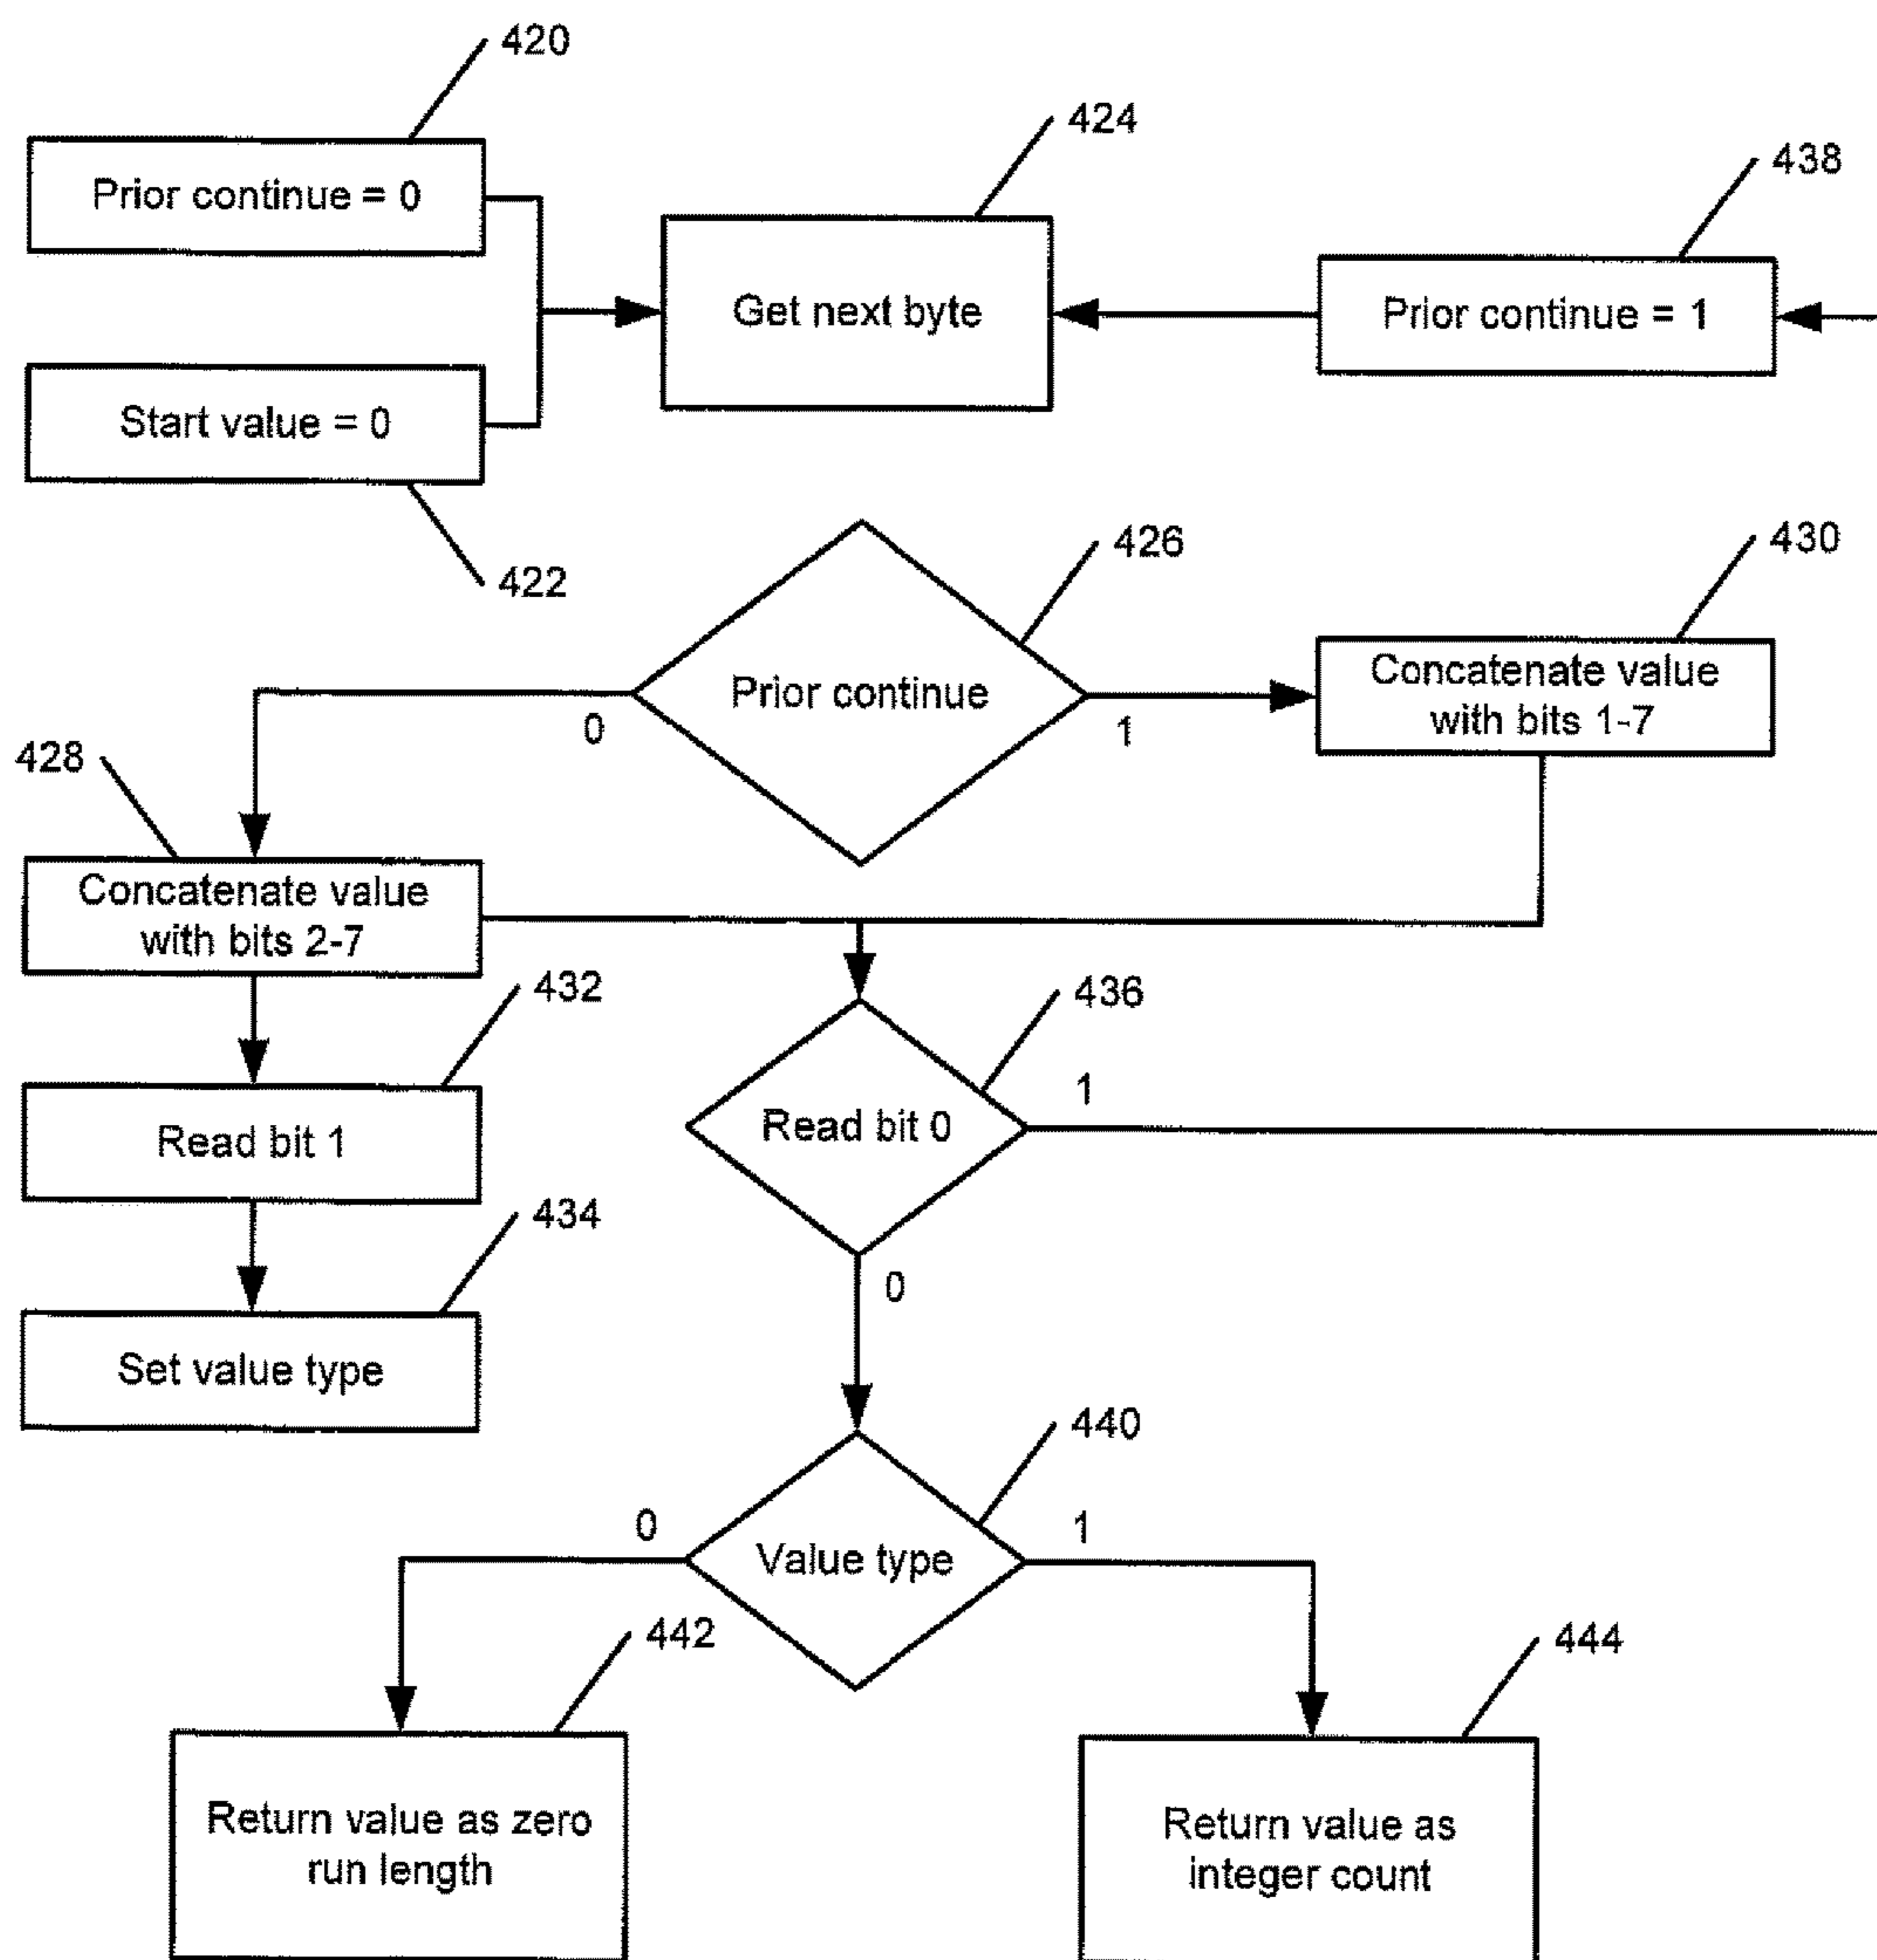 420
424
438
Prior continue = 0
Get next byte
Prior continue = 1
Start value = 0
422
426
430
Prior continue
0
1
Concatenate value
with bits 1-7
428
Concatenate value
with bits 2-7
432
436
Read bit 1
Read bit 0
1
434
0
Set value type
440
0
Value type
1
442
444
Return value as zero
run length
Return value as
integer count